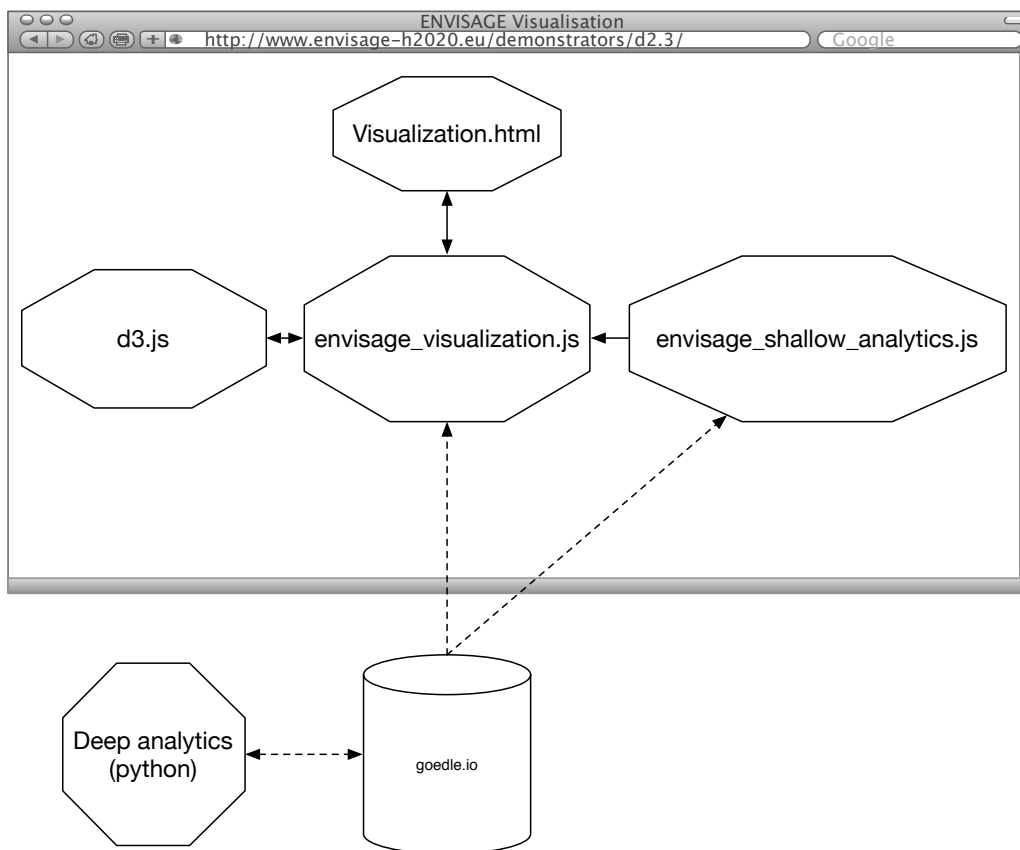 ENVISAGE Visualisation
http://www.envisage-h2020.eu/demonstrators/d2.3/
Google
Visualization.html
d3.js
envisage_visualization.js
envisage_shallow_analytics.js
Deep analytics
(python)
goedle.io